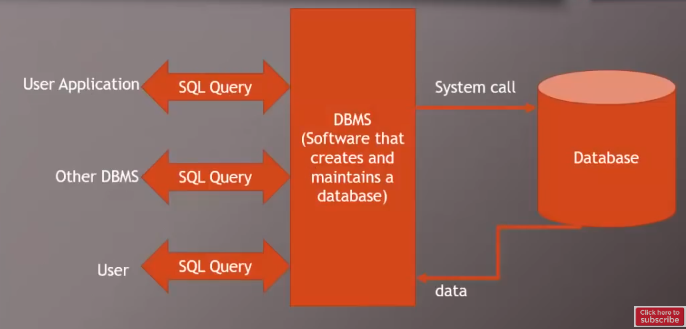 User Application
SQL Query
System call
DBMS
(Software that
creates and
maintains a
database)
Database
Other DBMS
SQL Query
User
SQL Query
data
Click here to
subscribe